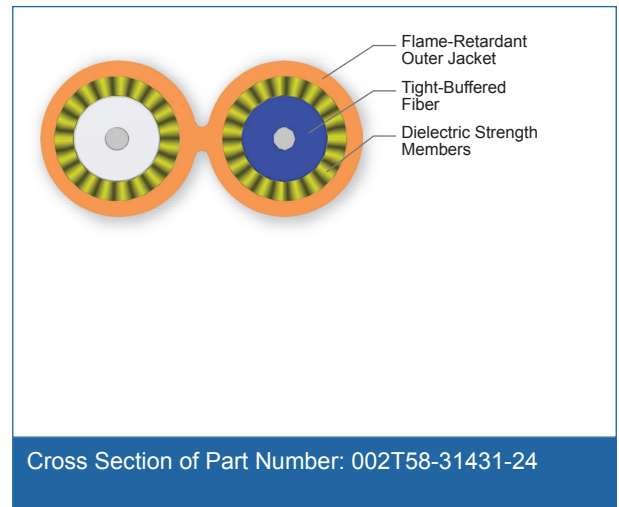 Flame-Retardant
Outer Jacket
Tight-Buffered
Fiber
Dielectric Strength
Members
Cross Section of Part Number: 002T58-31431-24